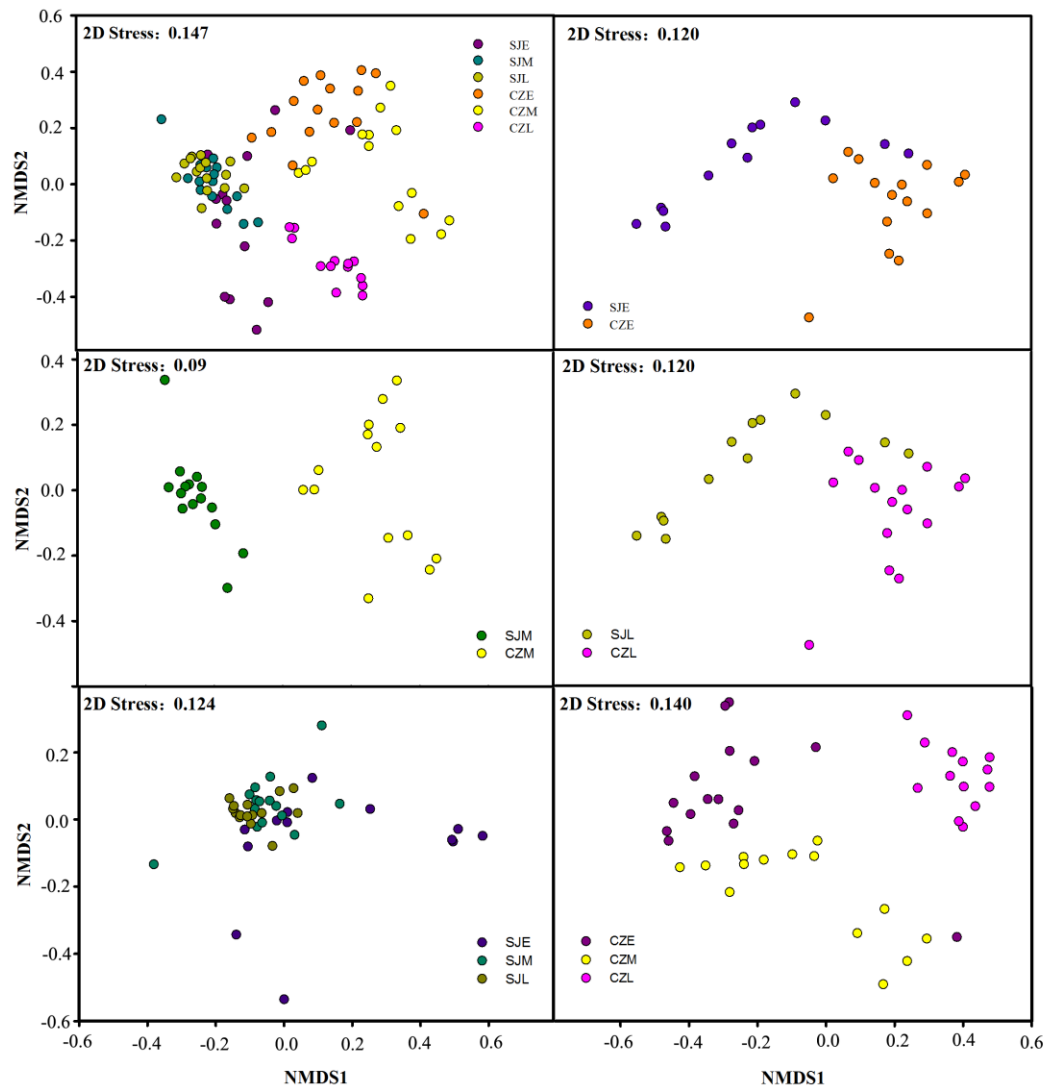 2D Stress: 0.147
SJE
SJM
SJL
CZE
CZM
CZL
0.6
0.4
0.2
0.0
-0.2
-0.4
NMDS2
2D Stress: 0.120
SJE
CZE
2D Stress: 0.09
SJM
CZM
0.4
0.2
0.0
-0.2
-0.4
NMDS2
2D Stress: 0.120
SJL
CZL
2D Stress: 0.124
SJE
SJM
SJL
0.2
0.0
-0.2
-0.4
-0.6
NMDS2
-0.6
-0.4
-0.2
0.0
0.2
0.4
0.6
NMDS1
2D Stress: 0.140
CZE
CZM
CZL
-0.6
-0.4
-0.2
0.0
0.2
0.4
0.6
NMDS1